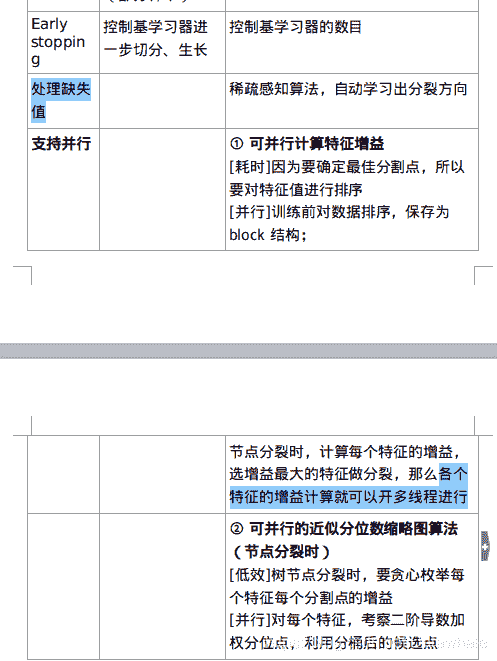 Early
stoppin
g
控制基学习器进
一步切分、生长
控制基学习器的数目
处理缺失
值
稀疏感知算法，自动学习出分裂方向
支持并行
① 可并行计算特征增益
[耗时]因为要确定最佳分割点，所以
要对特征值进行排序
[并行]训练前对数据排序，保存为
block 结构；
节点分裂时，计算每个特征的增益，
选增益最大的特征做分裂，那么各个
特征的增益计算就可以开多线程进行
② 可并行的近似分位数缩略图算法
（节点分裂时）
[低效]树节点分裂时，要贪心枚举每
个特征每个分割点的增益
[并行]对每个特征，考察二阶导数加
权分位点，利用分桶后的候选点